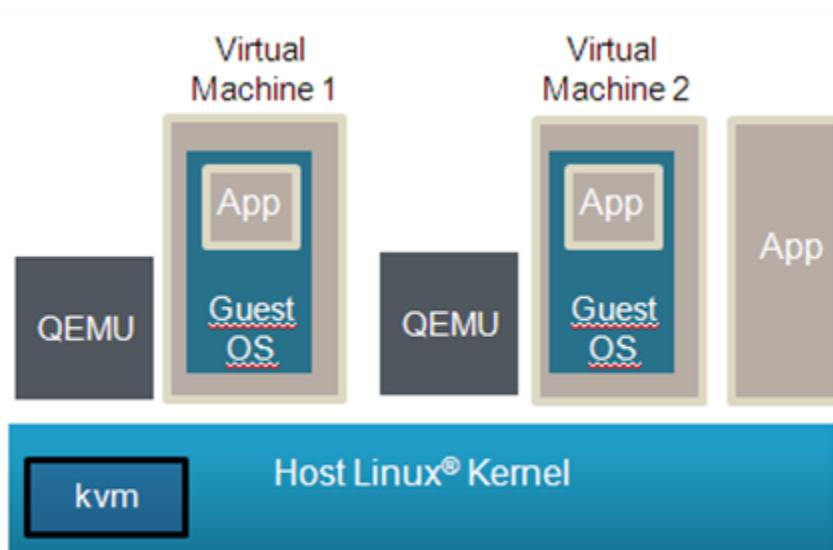 Virtual
Machine 1
Virtual
Machine 2
App
App
App
QEMU
Guest
OS
QEMU
Guest
OS
Host Linux® Kernel
kvm